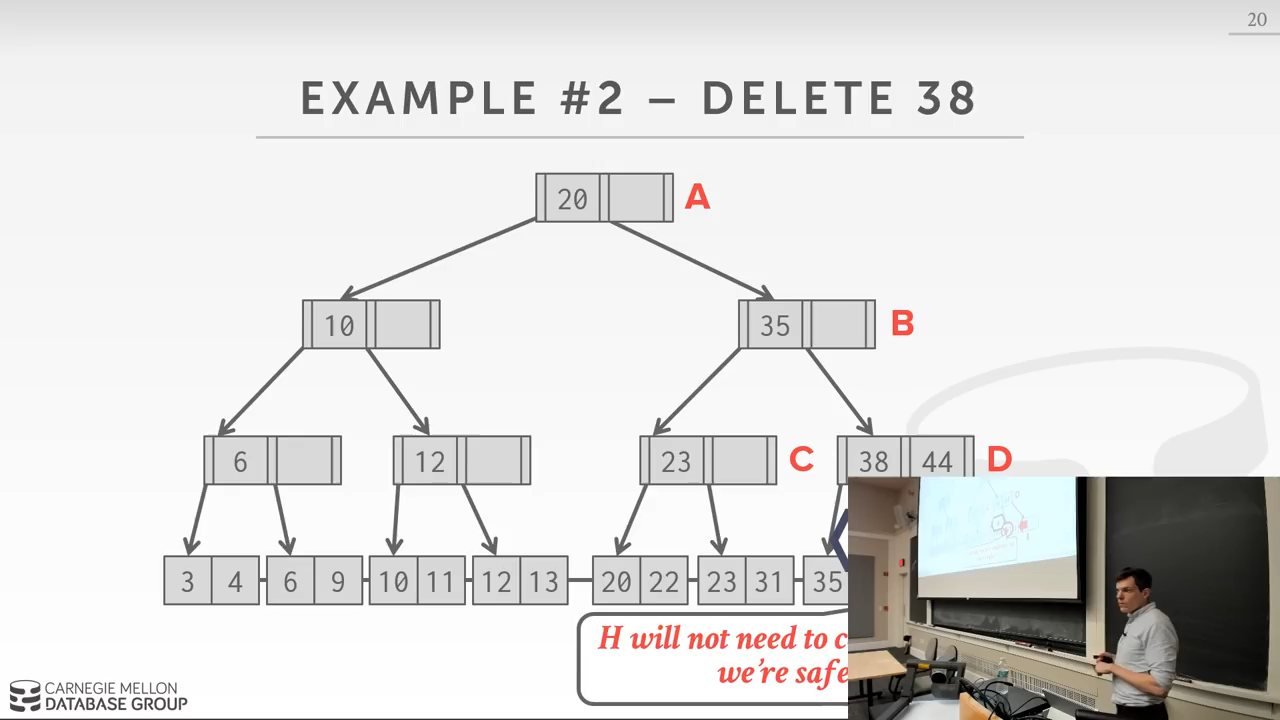 20
EXAMPLE #2 – DELETE 38
20 A
10 35 B
6 12 23 C 38 44 D
3 4 6 9 10 11 12 13 20 22 23 31 35
H will not need to
we're safe
CARNEGIE MELLON
DATABASE GROUP